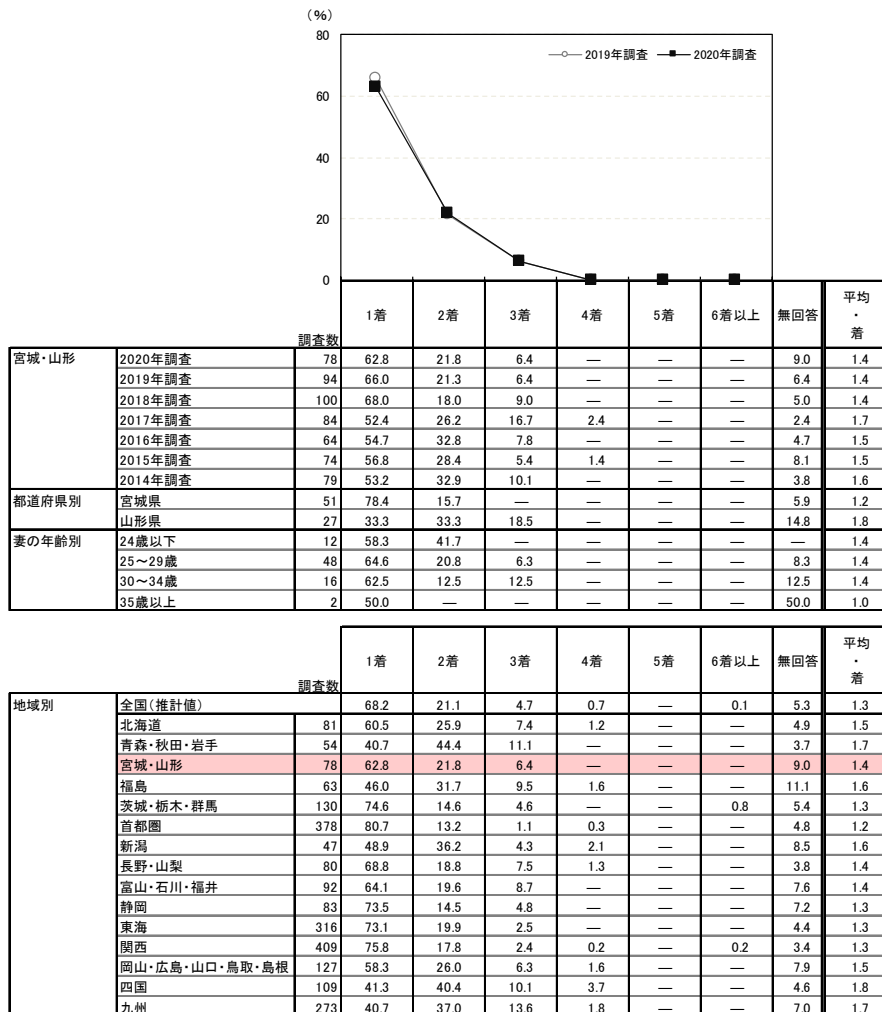 (%)
80
60
40
20
0
2019年調査 2020年調査
調査数 1着 2着 3着 4着 5着 6着以上 無回答 平均・着
宮城・山形 2020年調査 78 62.8 21.8 6.4 — — — 9.0 1.4
2019年調査 94 66.0 21.3 6.4 — — — 6.4 1.4
2018年調査 100 68.0 18.0 9.0 — — — 5.0 1.4
2017年調査 84 52.4 26.2 16.7 2.4 — — 2.4 1.7
2016年調査 64 54.7 32.8 7.8 — — — 4.7 1.5
2015年調査 74 56.8 28.4 5.4 1.4 — — 8.1 1.5
2014年調査 79 53.2 32.9 10.1 — — — 3.8 1.6
都道府県別 宮城県 51 78.4 15.7 — — — — 5.9 1.2
山形県 27 33.3 33.3 18.5 — — — 14.8 1.8
妻の年齢別 24歳以下 12 58.3 41.7 — — — — — 1.4
25～29歳 48 64.6 20.8 6.3 — — — 8.3 1.4
30～34歳 16 62.5 12.5 12.5 — — — 12.5 1.4
35歳以上 2 50.0 — — — — — 50.0 1.0
調査数 1着 2着 3着 4着 5着 6着以上 無回答 平均・着
地域別 全国(推計値) 68.2 21.1 4.7 0.7 — 0.1 5.3 1.3
北海道 81 60.5 25.9 7.4 1.2 — — 4.9 1.5
青森・秋田・岩手 54 40.7 44.4 11.1 — — — 3.7 1.7
宮城・山形 78 62.8 21.8 6.4 — — — 9.0 1.4
福島 63 46.0 31.7 9.5 1.6 — — 11.1 1.6
茨城・栃木・群馬 130 74.6 14.6 4.6 — — 0.8 5.4 1.3
首都圏 378 80.7 13.2 1.1 0.3 — — 4.8 1.2
新潟 47 48.9 36.2 4.3 2.1 — — 8.5 1.6
長野・山梨 80 68.8 18.8 7.5 1.3 — — 3.8 1.4
富山・石川・福井 92 64.1 19.6 8.7 — — — 7.6 1.4
静岡 83 73.5 14.5 4.8 — — — 7.2 1.3
東海 316 73.1 19.9 2.5 — — — 4.4 1.3
関西 409 75.8 17.8 2.4 0.2 — 0.2 3.4 1.3
岡山・広島・山口・鳥取・島根 127 58.3 26.0 6.3 1.6 — — 7.9 1.5
四国 109 41.3 40.4 10.1 3.7 — — 4.6 1.8
九州 273 40.7 37.0 13.6 1.8 — — 7.0 1.7